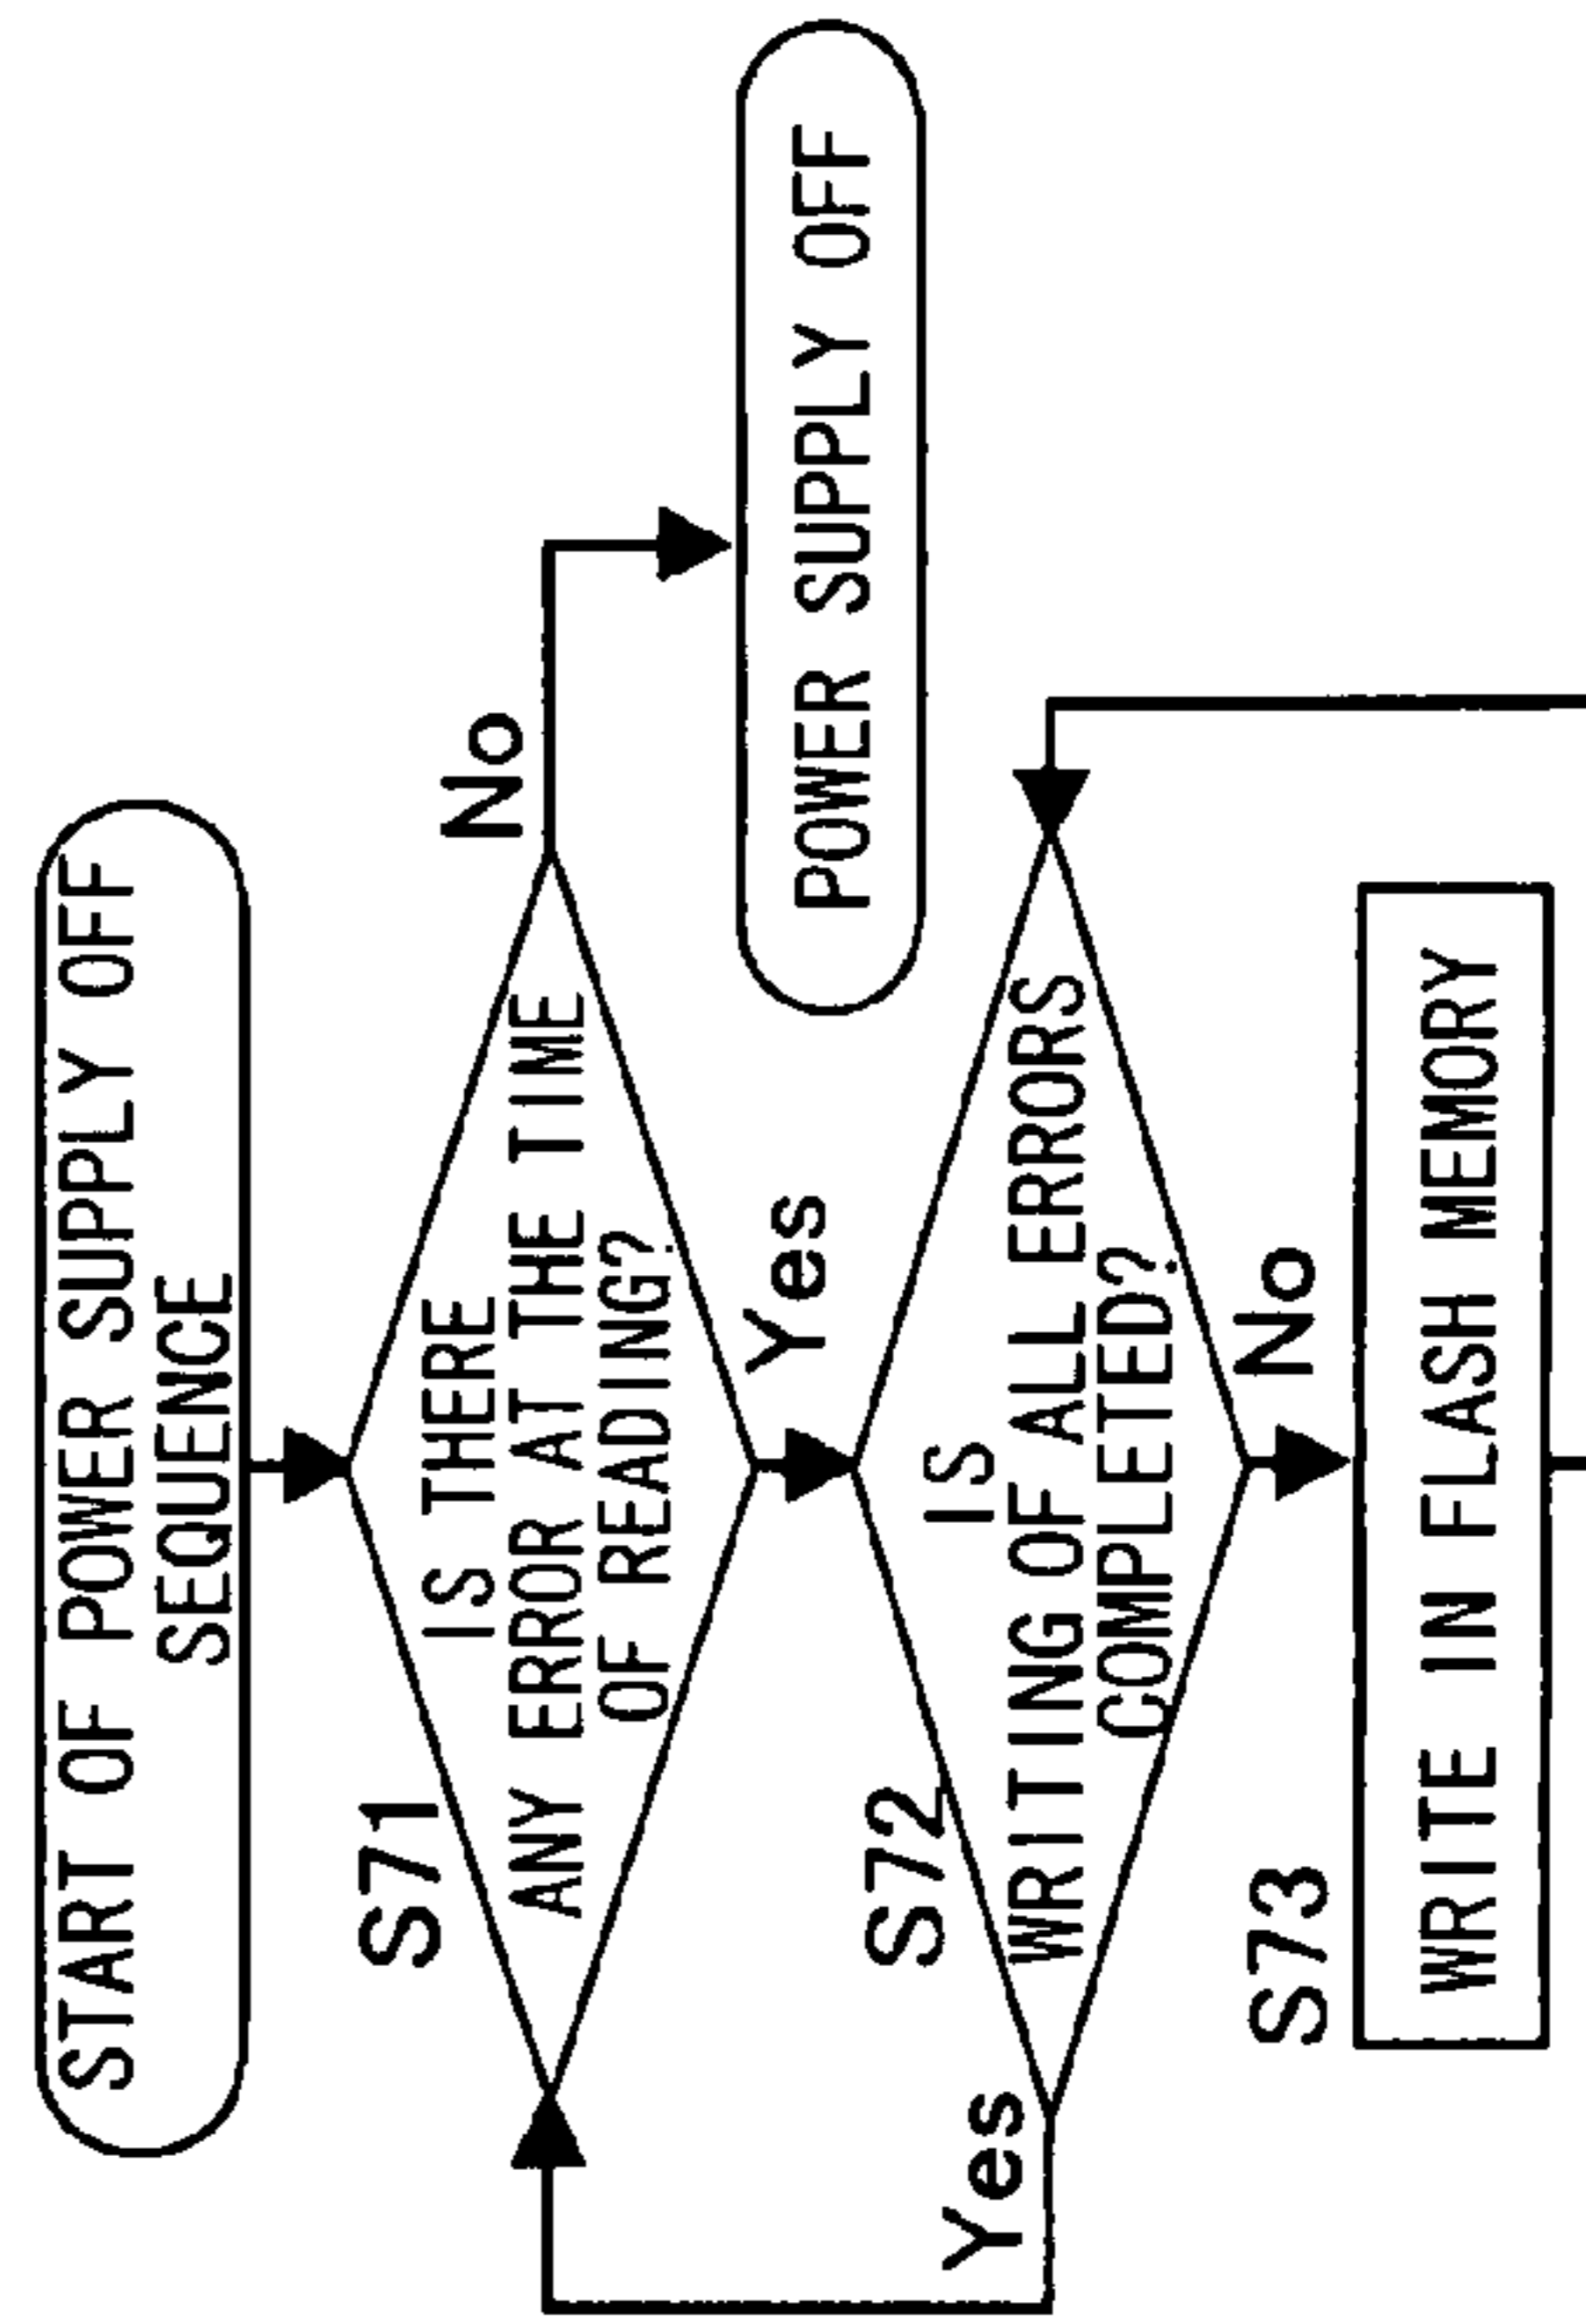 START OF POWER SUPPLY OFF
SEQUENCE
S71
IS THERE
ANY ERROR AT THE TIME
OF READING?
No
Yes
POWER SUPPLY OFF
S72
IS
WRITING OF ALL ERRORS
COMPLETED?
Yes
No
S73
WRITE IN FLASH MEMORY